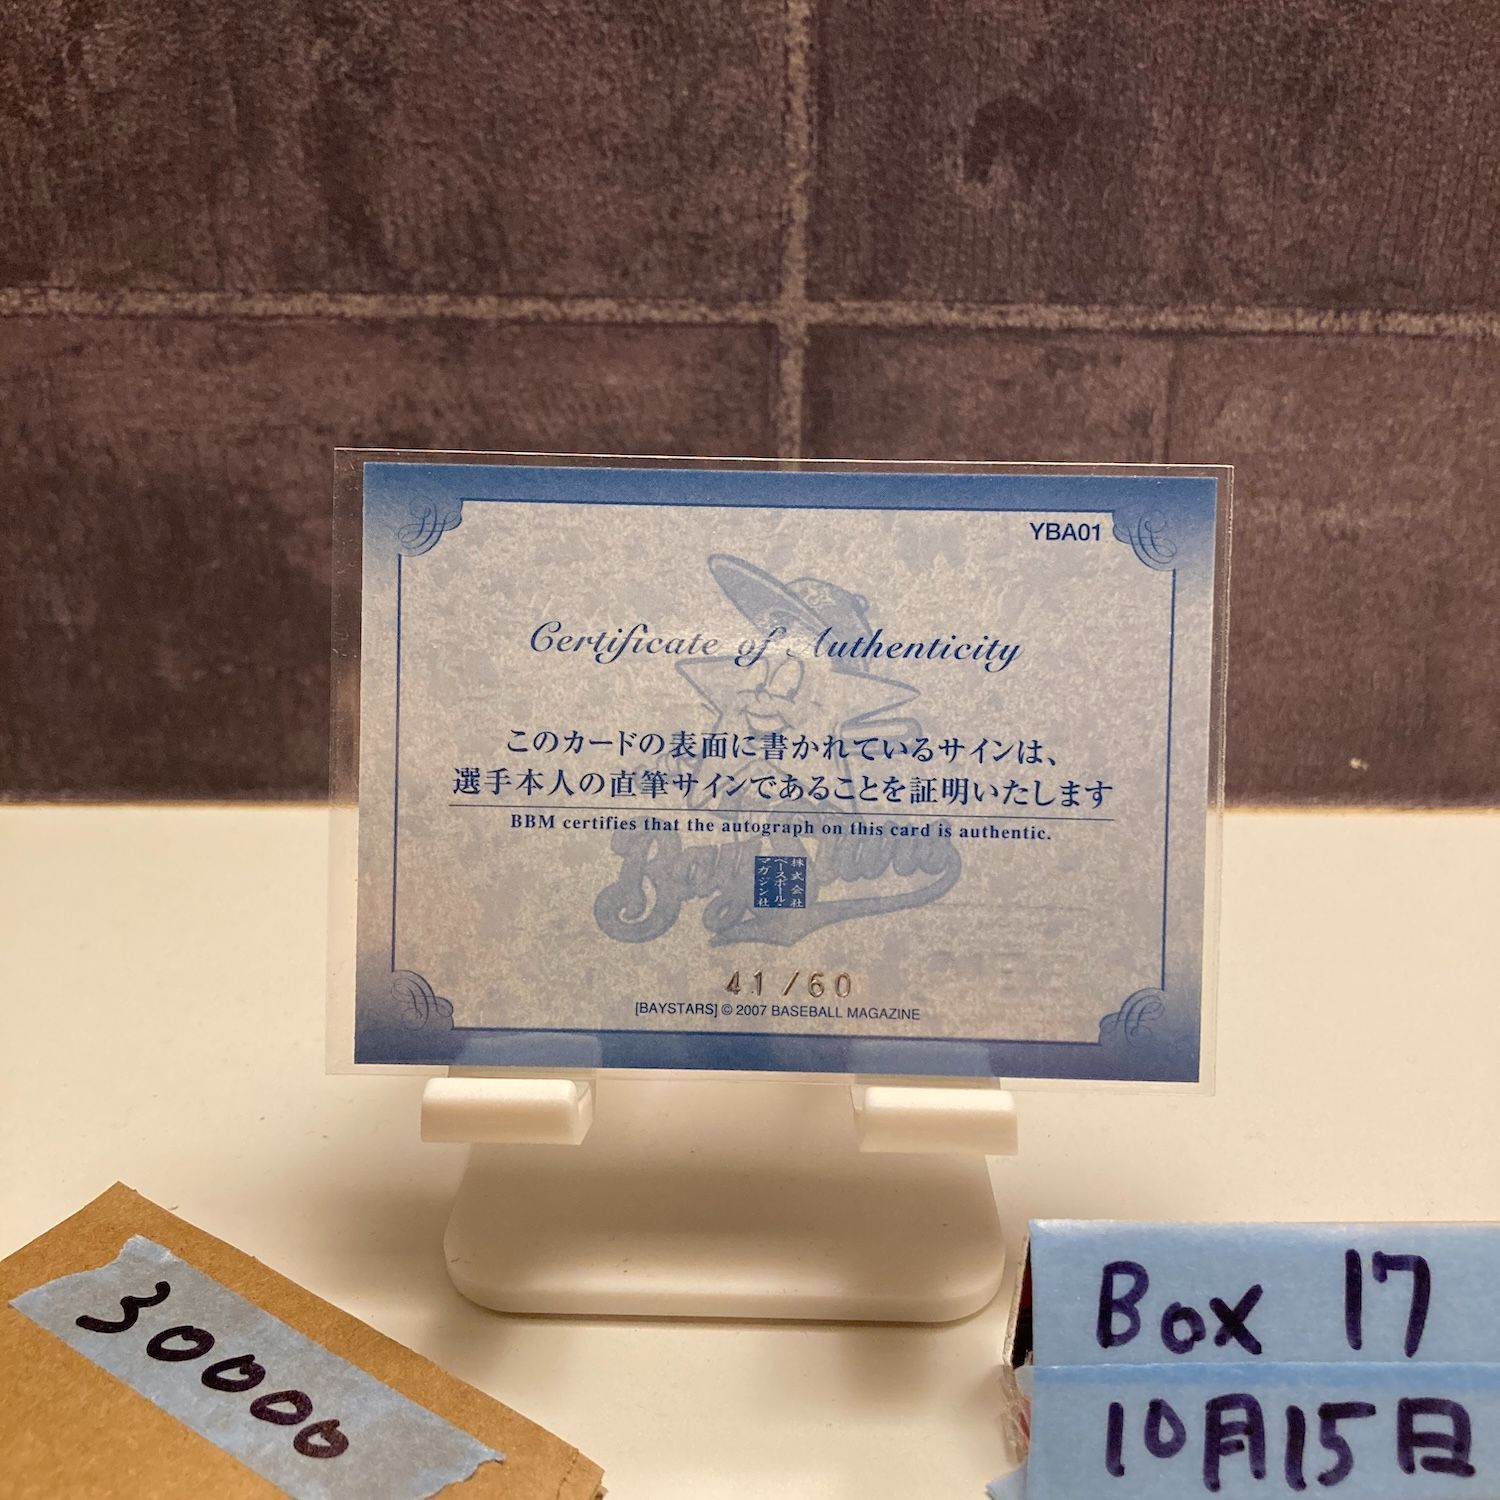 YBA01
Certificate of Authenticity
このカードの表面に書かれているサインは、
選手本人の直筆サインであることを証明いたします
BBM certifies that the autograph on this card is authentic.
BayStars
株式会社
ベースボール・
マガジン社
41/60
[BAYSTARS] © 2007 BASEBALL MAGAZINE
30000
Box 17
10月15日